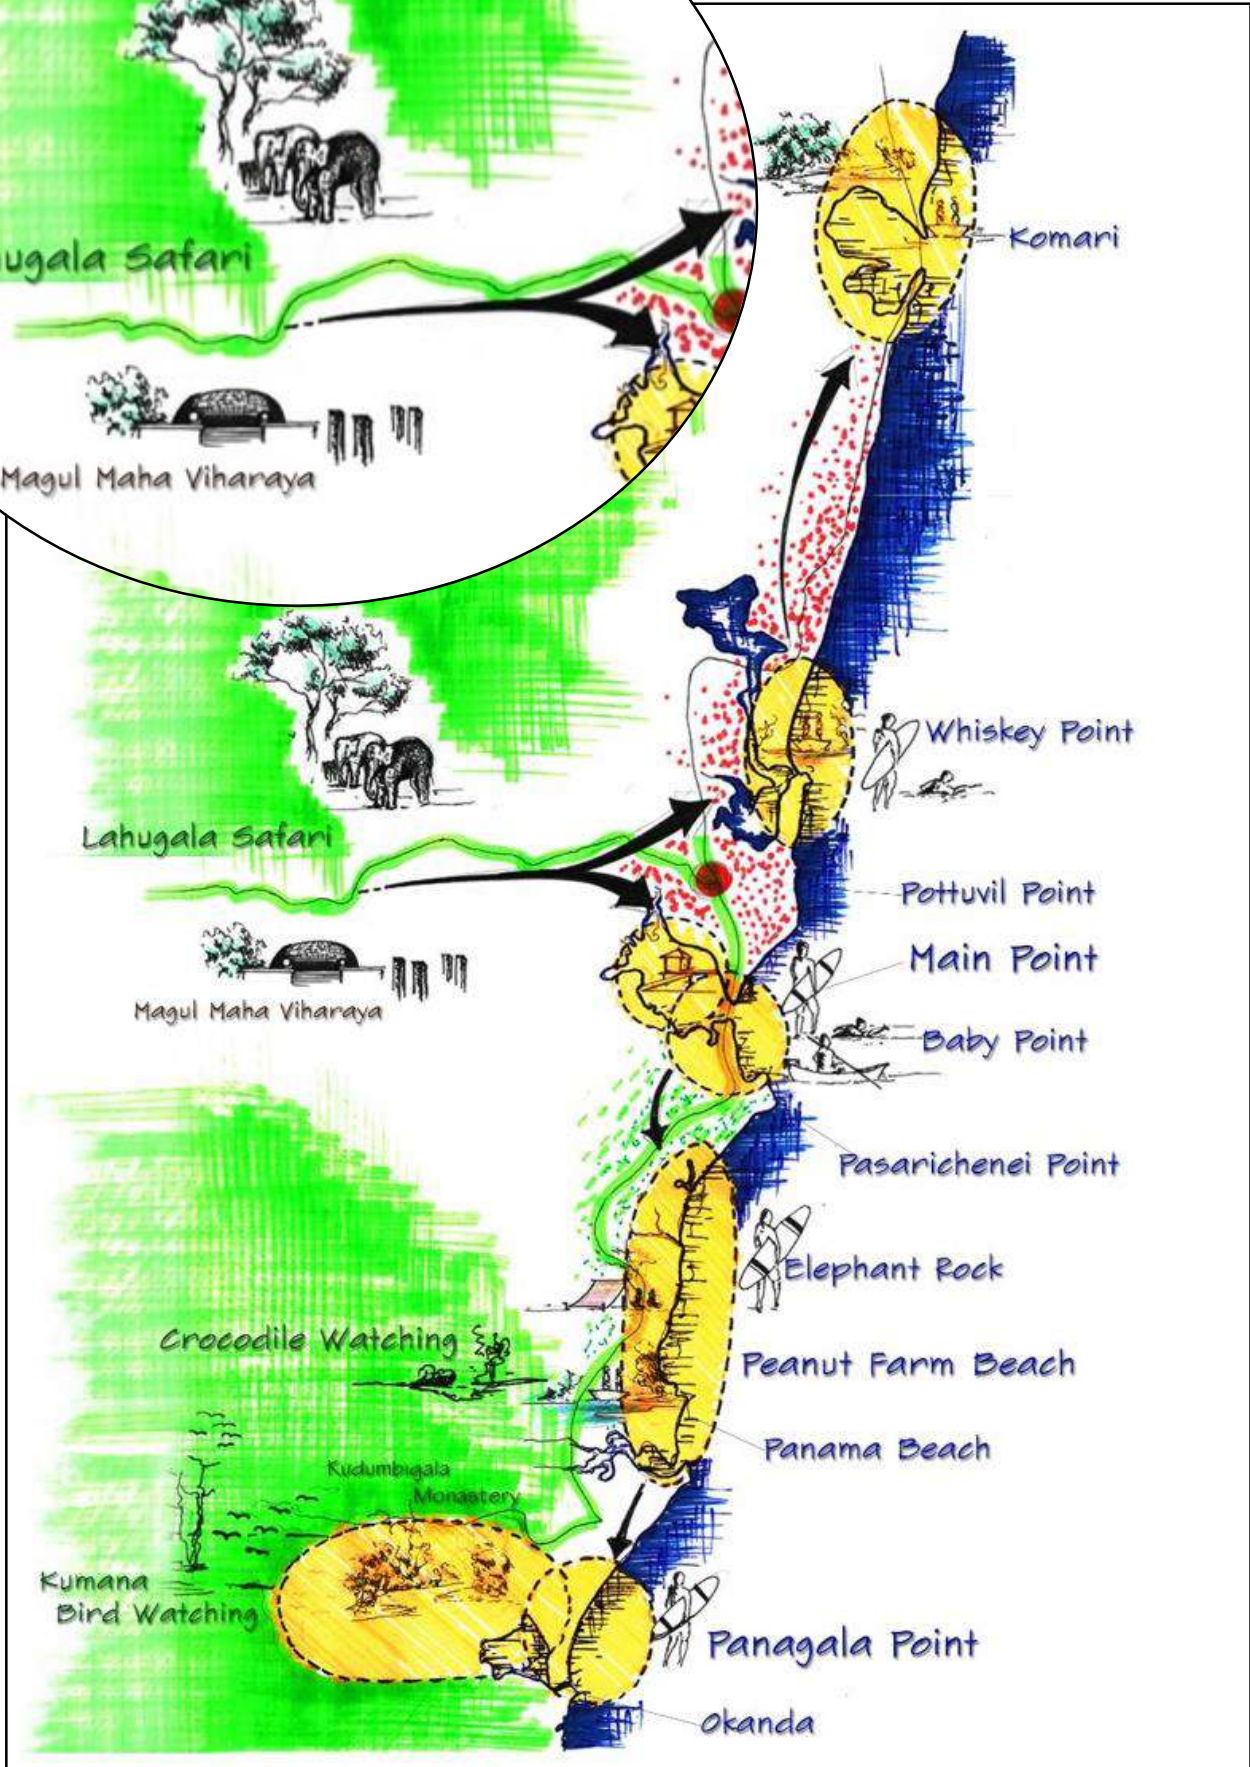 ugala Safari
Magul Maha Viharaya
Komari
Whiskey Point
Lahugala Safari
Pottuvil Point
Main Point
Magul Maha Viharaya
Baby Point
Pasarichenei Point
Elephant Rock
Crocodile Watching
Peanut Farm Beach
Panama Beach
Kudumbigala
Monastery
Kumana
Bird Watching
Panagala Point
Okanda